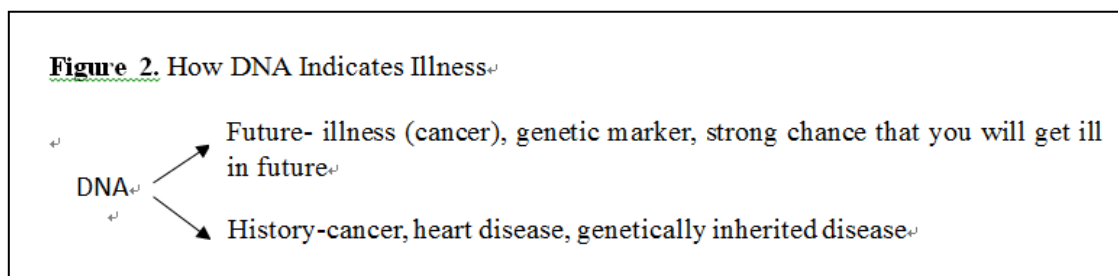 Figure 2. How DNA Indicates Illness
Future- illness (cancer), genetic marker, strong chance that you will get ill
in future
DNA
History-cancer, heart disease, genetically inherited disease